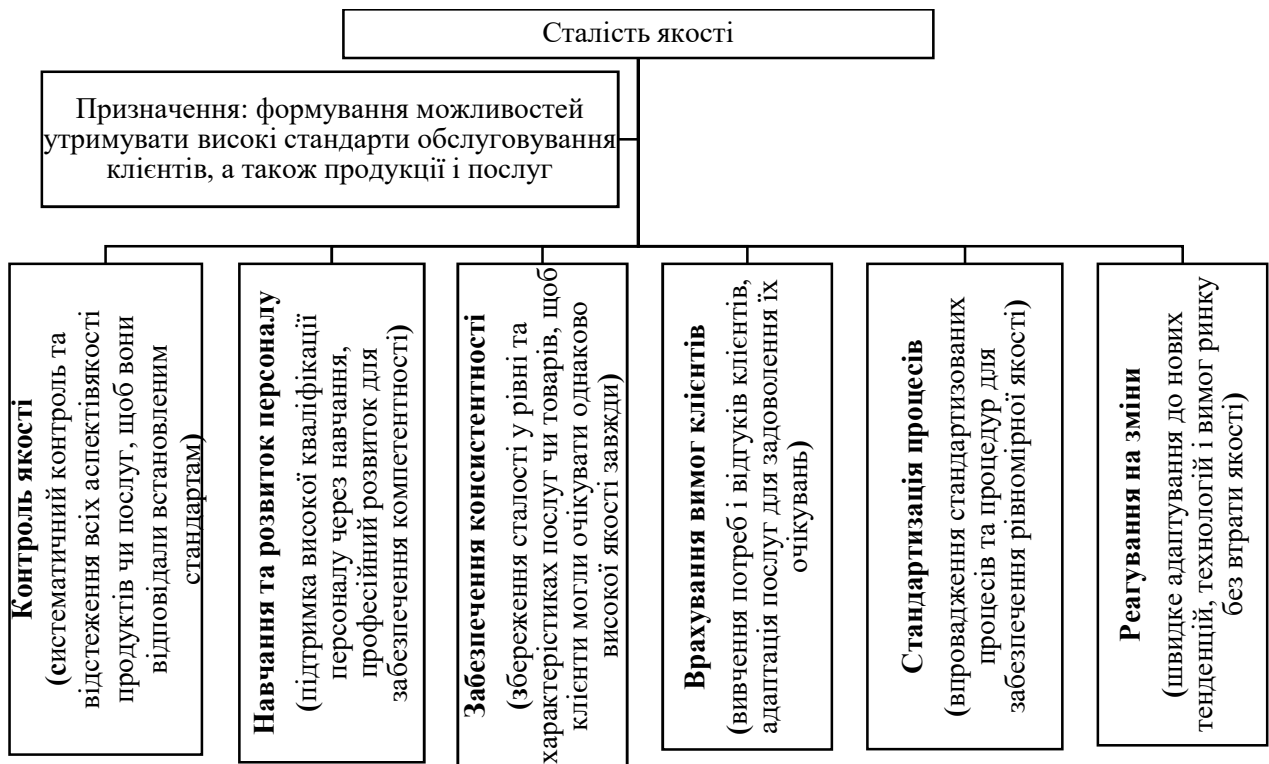 Сталість якості
Призначення: формування можливостей
утримувати високі стандарти обслуговування
клієнтів, а також продукції і послуг
Контроль якості
(систематичний контроль та
відстеження всіх аспектівякості
продуктів чи послуг, щоб вони
відповідали встановленим
стандартам)
Навчання та розвиток персоналу
(підтримка високої кваліфікації
персоналу через навчання,
професійний розвиток для
забезпечення компетентності)
Забезпечення консистентності
(збереження сталості у рівні та
характерістиках послуг чи товарів, щоб
клієнти могли очікувати однаково
високої якості завжди)
Врахування вимог клієнтів
(вивчення потреб і відгуків клієнтів,
адаптація послуг для задоволення їх
очікувань)
Стандартизація процесів
(впровадження стандартизованих
процесів та процедур для
забезпечення рівномірної якості)
Реагування на зміни
(швидке адаптування до нових
тенденцій, технологій і вимог ринку
без втрати якості)